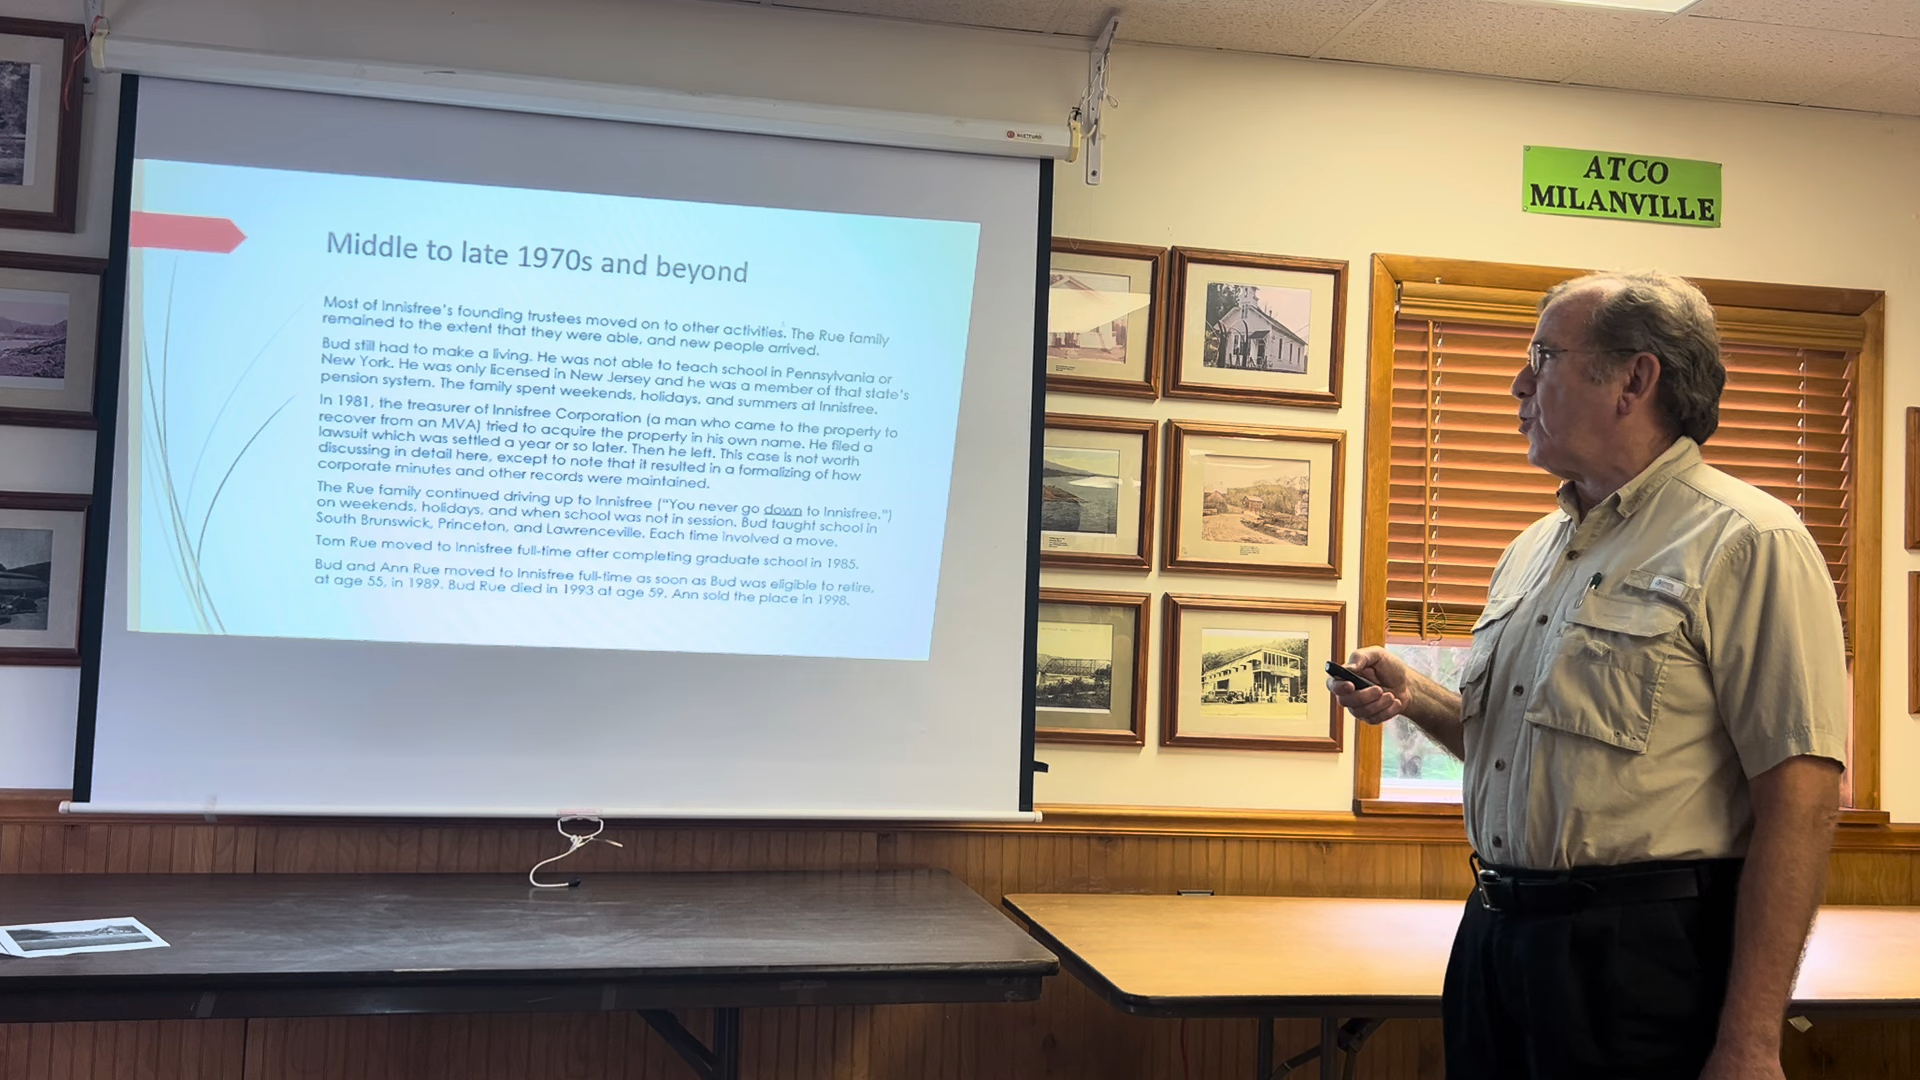 ATCO
MILANVILLE
Middle to late 1970s and beyond
Most of Innisfree's founding trustees moved on to other activities. The Rue family
remained to the extent that they were able, and new people arrived.
Bud still had to make a living. He was not able to teach school in Pennsylvania or
New York. He was only licensed in New Jersey and he was a member of that state's
pension system. The family spent weekends, holidays, and summers at Innisfree.
In 1981, the treasurer of Innisfree Corporation (a man who came to the property to
recover from an MVA) tried to acquire the property in his own name. He filed a
lawsuit which was settled a year or so later. Then he left. This case is not worth
discussing in detail here, except to note that it resulted in a formalizing of how
corporate minutes and other records were maintained.
The Rue family continued driving up to Innisfree ("You never go down to Innisfree.")
on weekends, holidays, and when school was not in session. Bud taught school in
South Brunswick, Princeton, and Lawrenceville. Each time involved a move.
Tom Rue moved to Innisfree full-time after completing graduate school in 1985.
Bud and Ann Rue moved to Innisfree full-time as soon as Bud was eligible to retire,
at age 55, in 1989. Bud Rue died in 1993 at age 59. Ann sold the place in 1998.